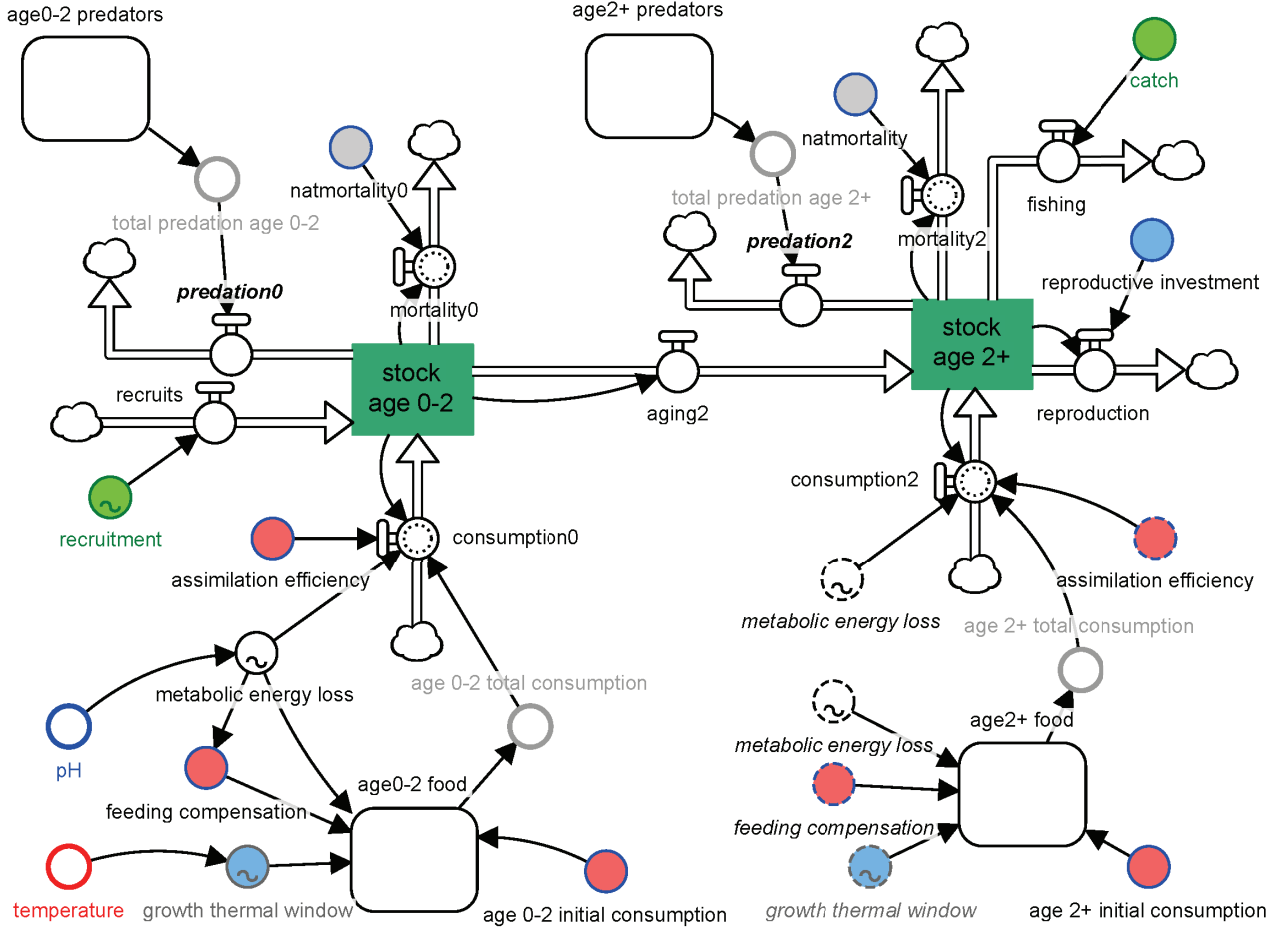 age0-2 predators
age2+ predators
catch
natmortality
natmortality0
total predation age 0-2
total predation age 2+
fishing
predation2
mortality2
reproductive investment
predation0
mortality0
stock
age 2+
stock
age 0-2
recruits
aging2
reproduction
consumption2
recruitment
consumption0
assimilation efficiency
assimilation efficiency
metabolic energy loss
age 2+ total consumption
age 0-2 total consumption
metabolic energy loss
age2+ food
metabolic energy loss
pH
age0-2 food
feeding compensation
feeding compensation
temperature
growth thermal window
age 0-2 initial consumption
growth thermal window
age 2+ initial consumption